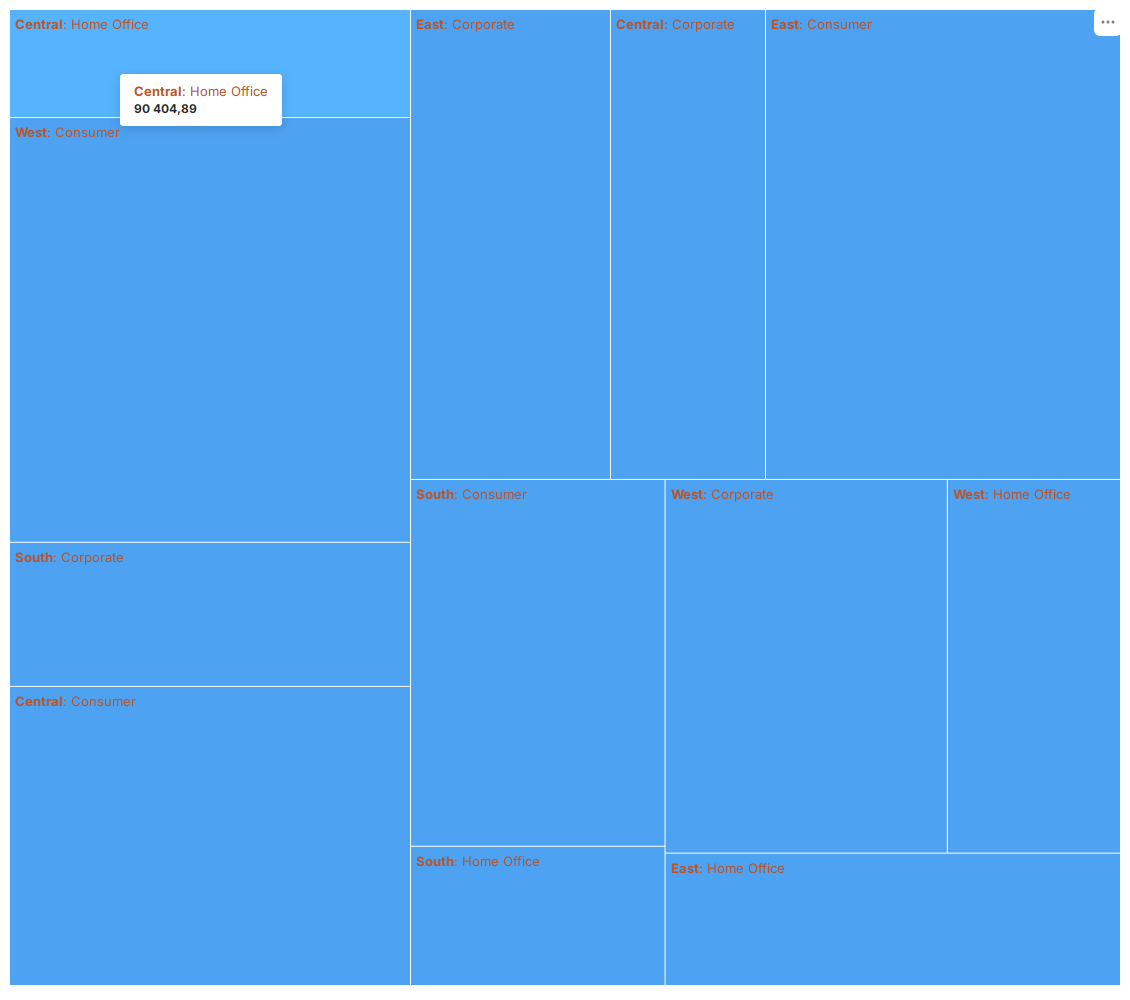 Central: Home Office
East: Corporate
Central: Corporate
East: Consumer
Central: Home Office
90 404,89
West: Consumer
South: Consumer
West: Corporate
West: Home Office
South: Corporate
Central: Consumer
South: Home Office
East: Home Office